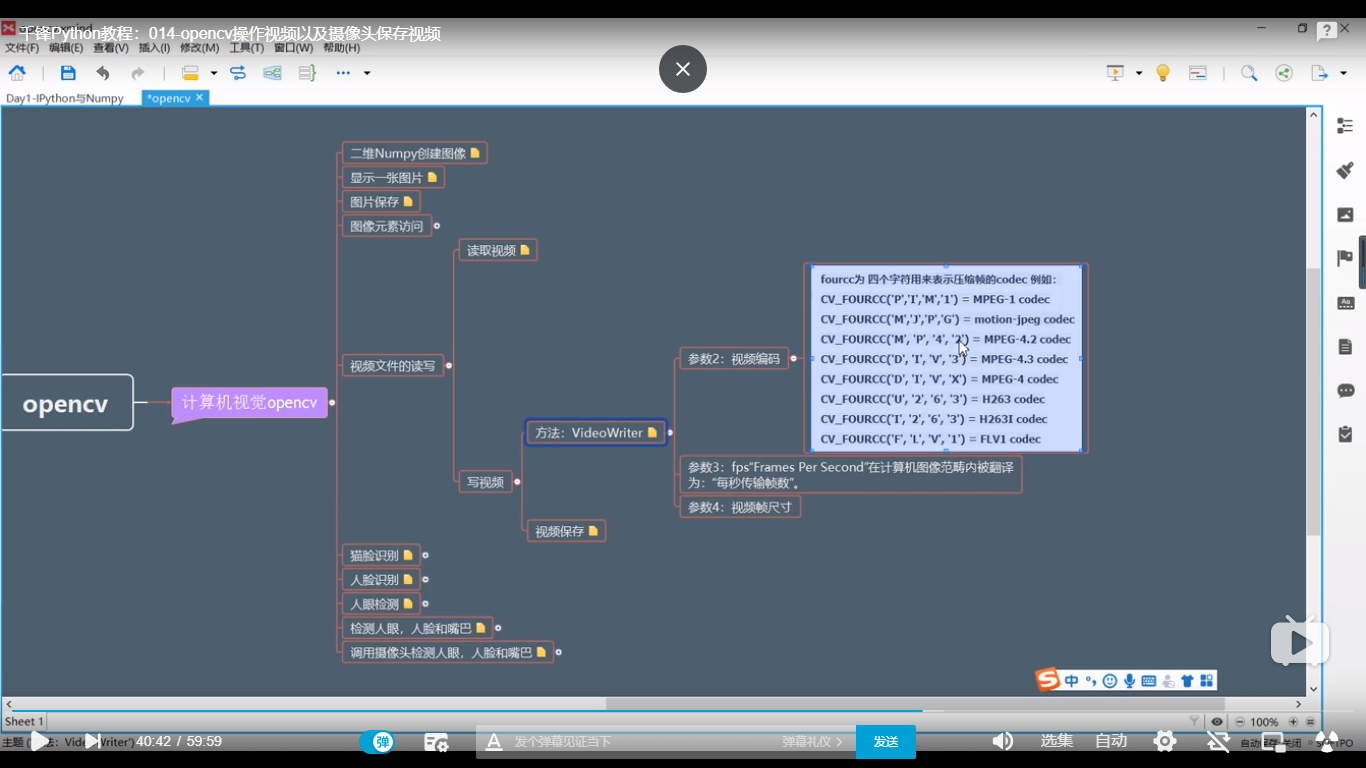 千锋Python教程：014-opencv操作视频以及摄像头保存视频
文件(F) 编辑(E) 查看(V) 插入(I) 修改(M) 工具(T) 窗口(W) 帮助(H)
Day1-IPython与Numpy
*opencv
二维Numpy创建图像
显示一张图片
图片保存
图像元素访问
读取视频
fourcc为 四个字符用来表示压缩帧的codec 例如：
CV_FOURCC('P','I','M','1') = MPEG-1 codec
CV_FOURCC('M','J','P','G') = motion-jpeg codec
CV_FOURCC('M', 'P', '4', '2') = MPEG-4.2 codec
CV_FOURCC('D', 'I', 'V', '3') = MPEG-4.3 codec
CV_FOURCC('D', 'I', 'V', 'X') = MPEG-4 codec
CV_FOURCC('U', '2', '6', '3') = H263 codec
CV_FOURCC('I', '2', '6', '3') = H263I codec
CV_FOURCC('F', 'L', 'V', '1') = FLV1 codec
参数2：视频编码
视频文件的读写
opencv
计算机视觉opencv
方法：VideoWriter
参数3：fps“Frames Per Second”在计算机图像范畴内被翻译
为：“每秒传输帧数”。
写视频
参数4：视频帧尺寸
视频保存
猫脸识别
人脸识别
人眼检测
检测人眼，人脸和嘴巴
调用摄像头检测人眼，人脸和嘴巴
中
Sheet 1
100%
40:42 / 59:59
弹
发个弹幕见证当下
弹幕礼仪
发送
选集
自动